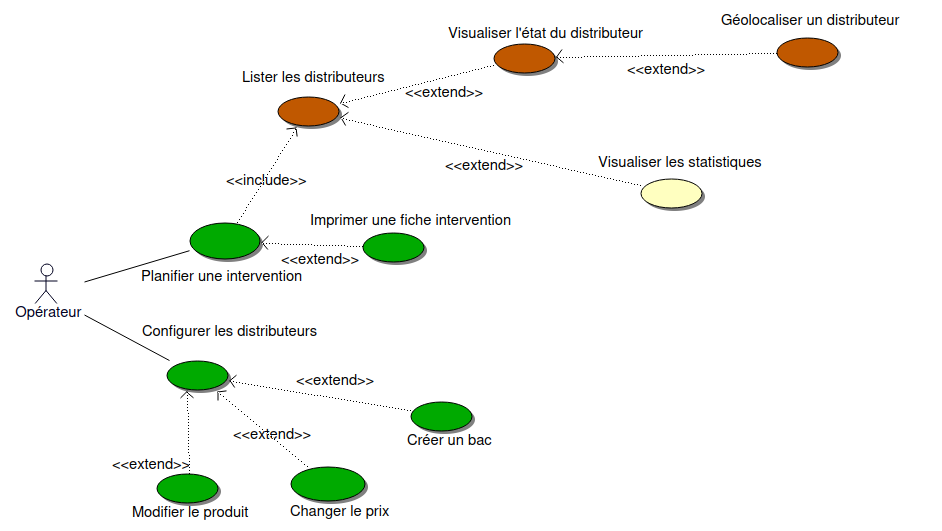 Géolocaliser un distributeur
Visualiser l'état du distributeur
<<extend>>
Lister les distributeurs
<<extend>>
<<extend>>
Visualiser les statistiques
<<include>>
Imprimer une fiche intervention
<<extend>>
Planifier une intervention
Opérateur
Configurer les distributeurs
<<extend>>
<<extend>>
Créer un bac
<<extend>>
Modifier le produit
Changer le prix